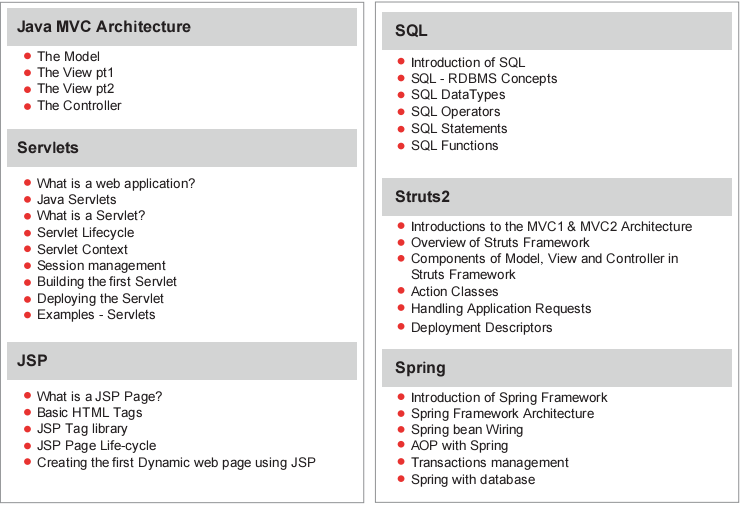 Java MVC Architecture
The Model
The View pt1
The View pt2
The Controller
Servlets
What is a web application?
Java Servlets
What is a Servlet?
Servlet Lifecycle
Servlet Context
Session management
Building the first Servlet
Deploying the Servlet
Examples - Servlets
JSP
What is a JSP Page?
Basic HTML Tags
JSP Tag library
JSP Page Life-cycle
Creating the first Dynamic web page using JSP
SQL
Introduction of SQL
SQL - RDBMS Concepts
SQL DataTypes
SQL Operators
SQL Statements
SQL Functions
Struts2
Introductions to the MVC1 & MVC2 Architecture
Overview of Struts Framework
Components of Model, View and Controller in
Struts Framework
Action Classes
Handling Application Requests
Deployment Descriptors
Spring
Introduction of Spring Framework
Spring Framework Architecture
Spring bean Wiring
AOP with Spring
Transactions management
Spring with database